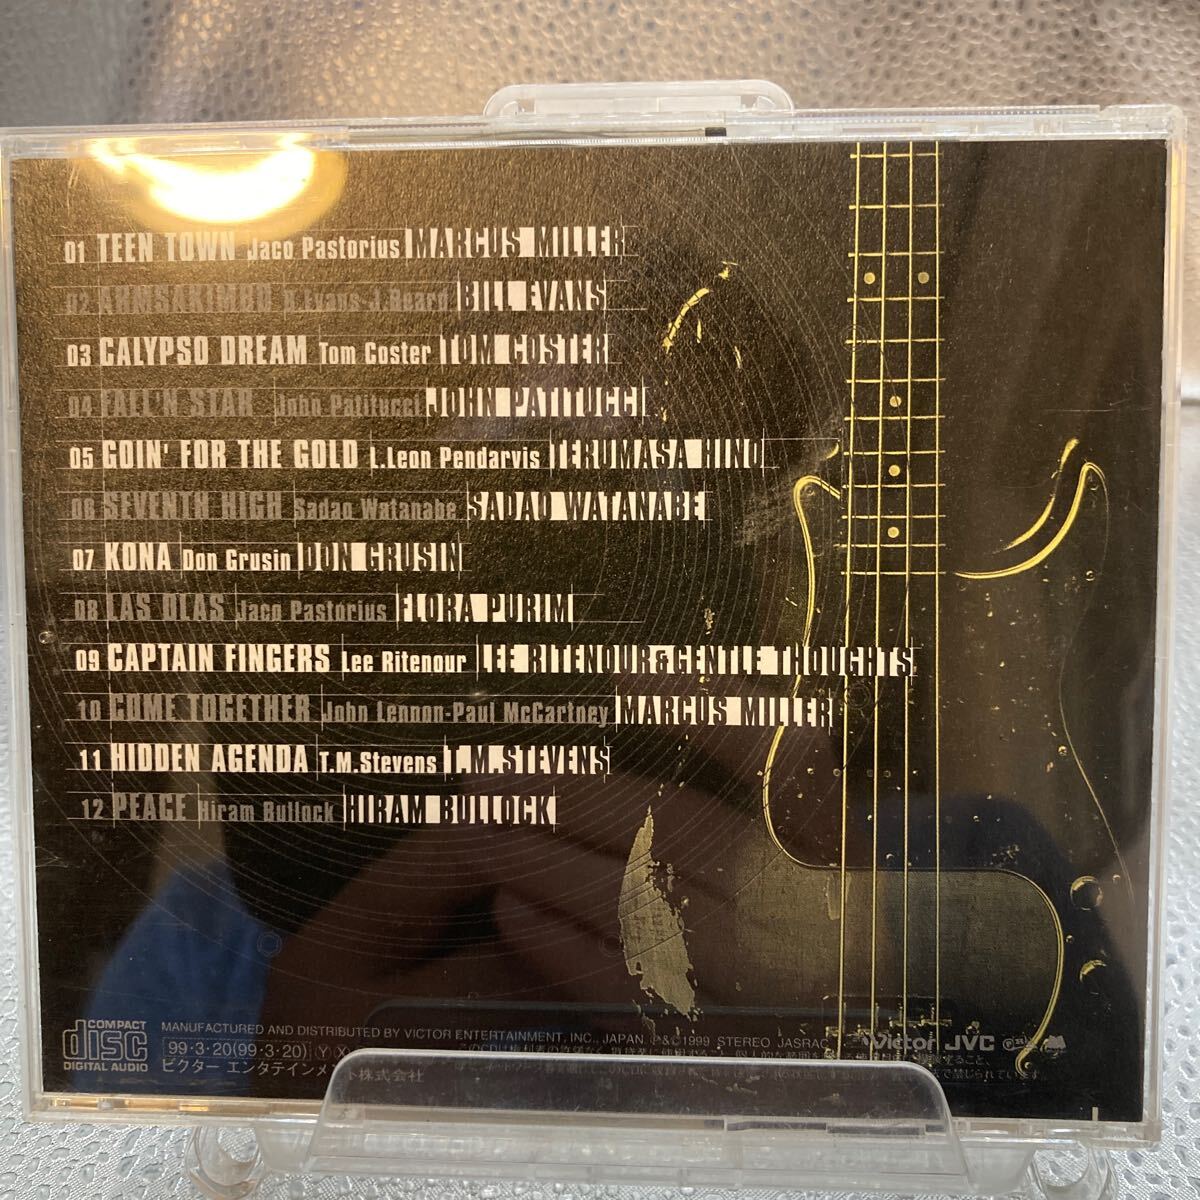 01 TEEN TOWN Jaco Pastorius MARCUS MILLER
02 ARMSAKIMBO B.Evans-J.Beard BILL EVANS
03 CALYPSO DREAM Tom Coster TOM COSTER
04 FALL'N STAR John Patitucci JOHN PATITUCCI
05 GOIN' FOR THE GOLD L.Leon Pendarvis TERUMASA HINO
06 SEVENTH HIGH Sadao Watanabe SADAO WATANABE
07 KONA Don Grusin DON GRUSIN
08 LAS OLAS Jaco Pastorius FLORA PURIM
09 CAPTAIN FINGERS Lee Ritenour LEE RITENOUR&GENTLE THOUGHTS
10 COME TOGETHER John Lennon-Paul McCartney MARCUS MILLER
11 HIDDEN AGENDA T.M.Stevens T.M.STEVENS
12 PEACE Hiram Bullock HIRAM BULLOCK
COMPACT disc DIGITAL AUDIO
MANUFACTURED AND DISTRIBUTED BY VICTOR ENTERTAINMENT, INC., JAPAN. ℗&© 1999 STEREO JASRAC
Victor JVC
99・3・20(99・3・20) Y X
ビクター エンタテインメント株式会社